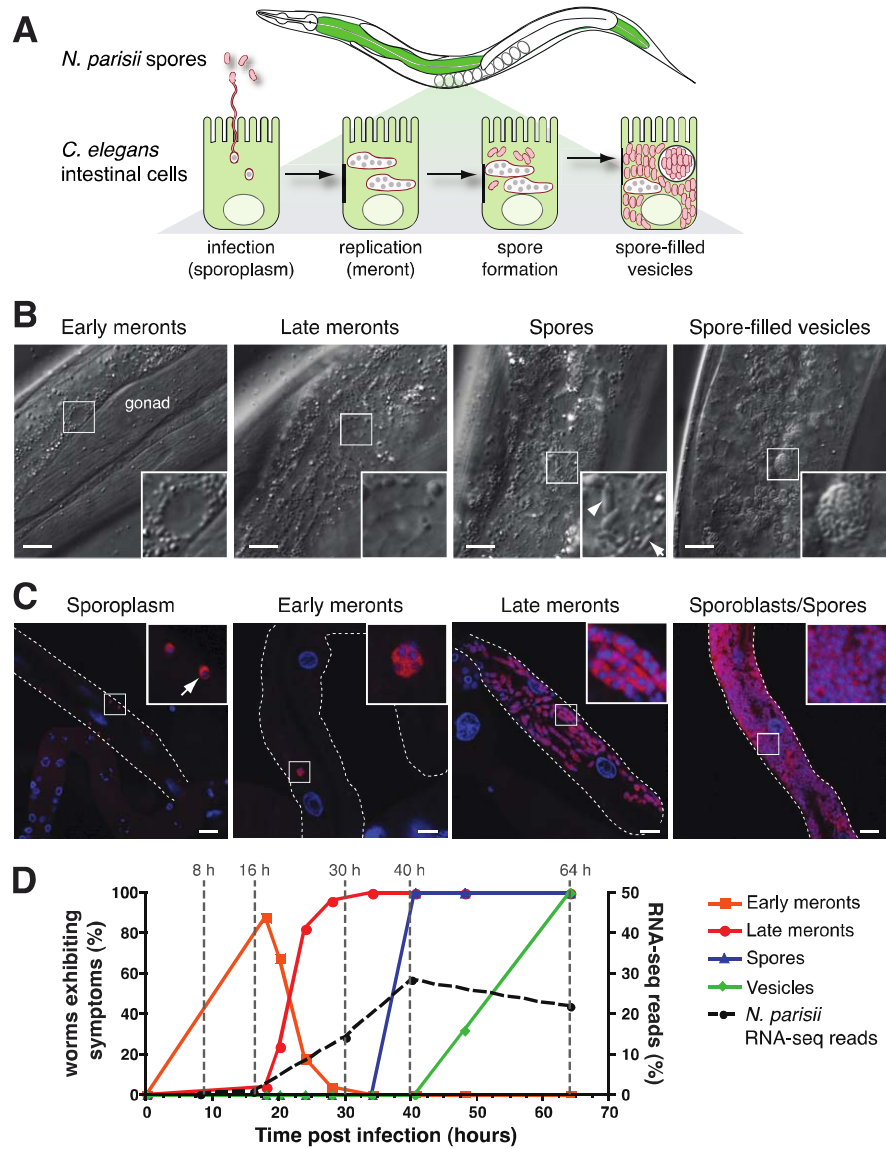 A
N. parisii spores
C. elegans
intestinal cells
infection
(sporoplasm)
replication
(meront)
spore
formation
spore-filled
vesicles
B
Early meronts
Late meronts
Spores
Spore-filled vesicles
gonad
C
Sporoplasm
Early meronts
Late meronts
Sporoblasts/Spores
D
8 h
16 h
30 h
40 h
64 h
worms exhibiting
symptoms (%)
100
80
60
40
20
0
50
40
30
20
10
0
RNA-seq reads (%)
0
10
20
30
40
50
60
70
Time post infection (hours)
Early meronts
Late meronts
Spores
Vesicles
N. parisii
RNA-seq reads